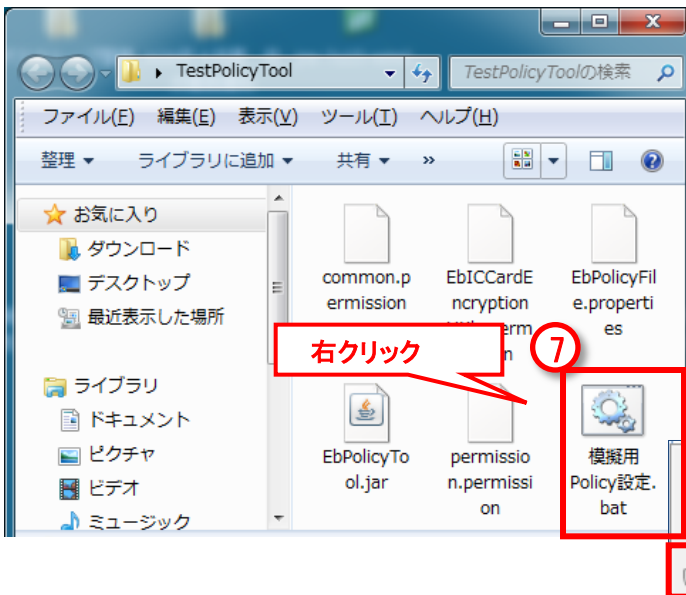 TestPolicyTool
TestPolicyToolの検索
ファイル(F) 編集(E) 表示(V) ツール(T) ヘルプ(H)
整理 ライブラリに追加 共有 »
お気に入り
ダウンロード
デスクトップ
最近表示した場所
ライブラリ
ドキュメント
ピクチャ
ビデオ
ミュージック
common.p
ermission
EbICCardE
ncryption
erm
n
EbPolicyFil
e.properti
es
右クリック
7
EbPolicyTo
ol.jar
permissio
n.permissi
on
模擬用
Policy設定.
bat